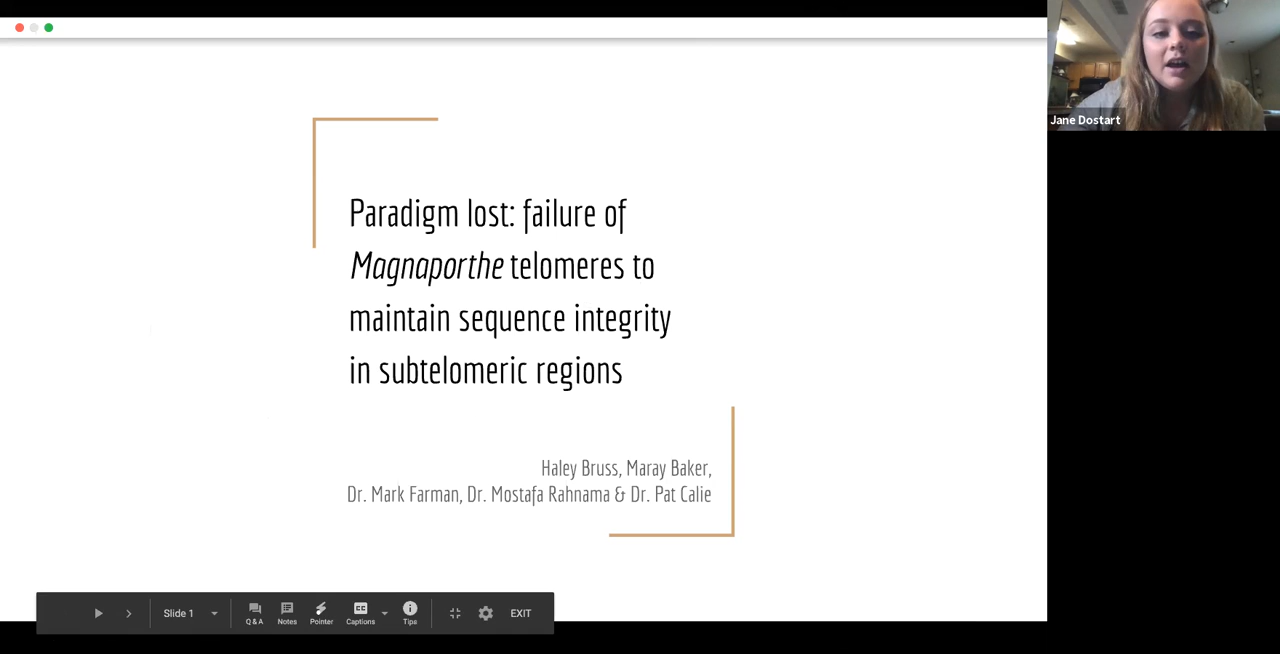 Paradigm lost: failure of
Magnaporthe telomeres to
maintain sequence integrity
in subtelomeric regions
Haley Bruss, Maray Baker,
Dr. Mark Farman, Dr. Mostafa Rahnama & Dr. Pat Calie
Jane Dostart
Slide 1
Q & A
Notes
Pointer
CC
Captions
Tips
EXIT